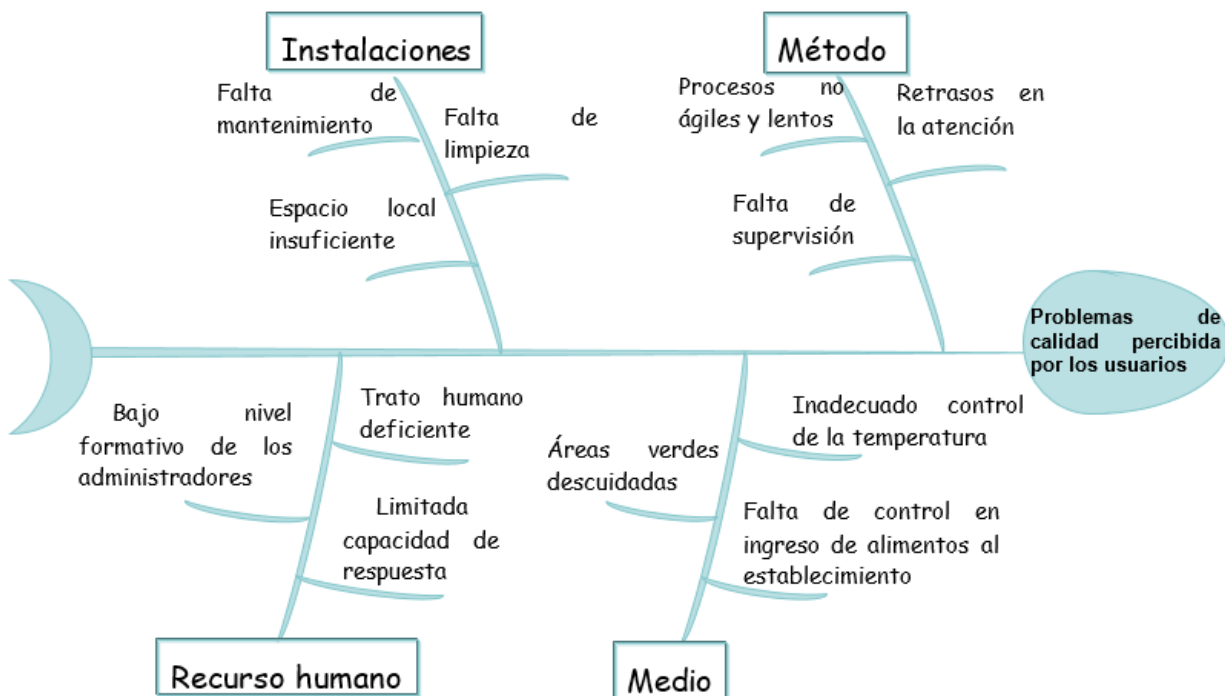 Instalaciones
Falta de
mantenimiento
Falta de
limpieza
Espacio local
insuficiente
Método
Procesos no
ágiles y lentos
Retrasos en
la atención
Falta de
supervisión
Problemas de
calidad percibida
por los usuarios
Bajo nivel
formativo de los
administradores
Trato humano
deficiente
Limitada
capacidad de
respuesta
Recurso humano
Áreas verdes
descuidadas
Inadecuado control
de la temperatura
Falta de control en
ingreso de alimentos al
establecimiento
Medio